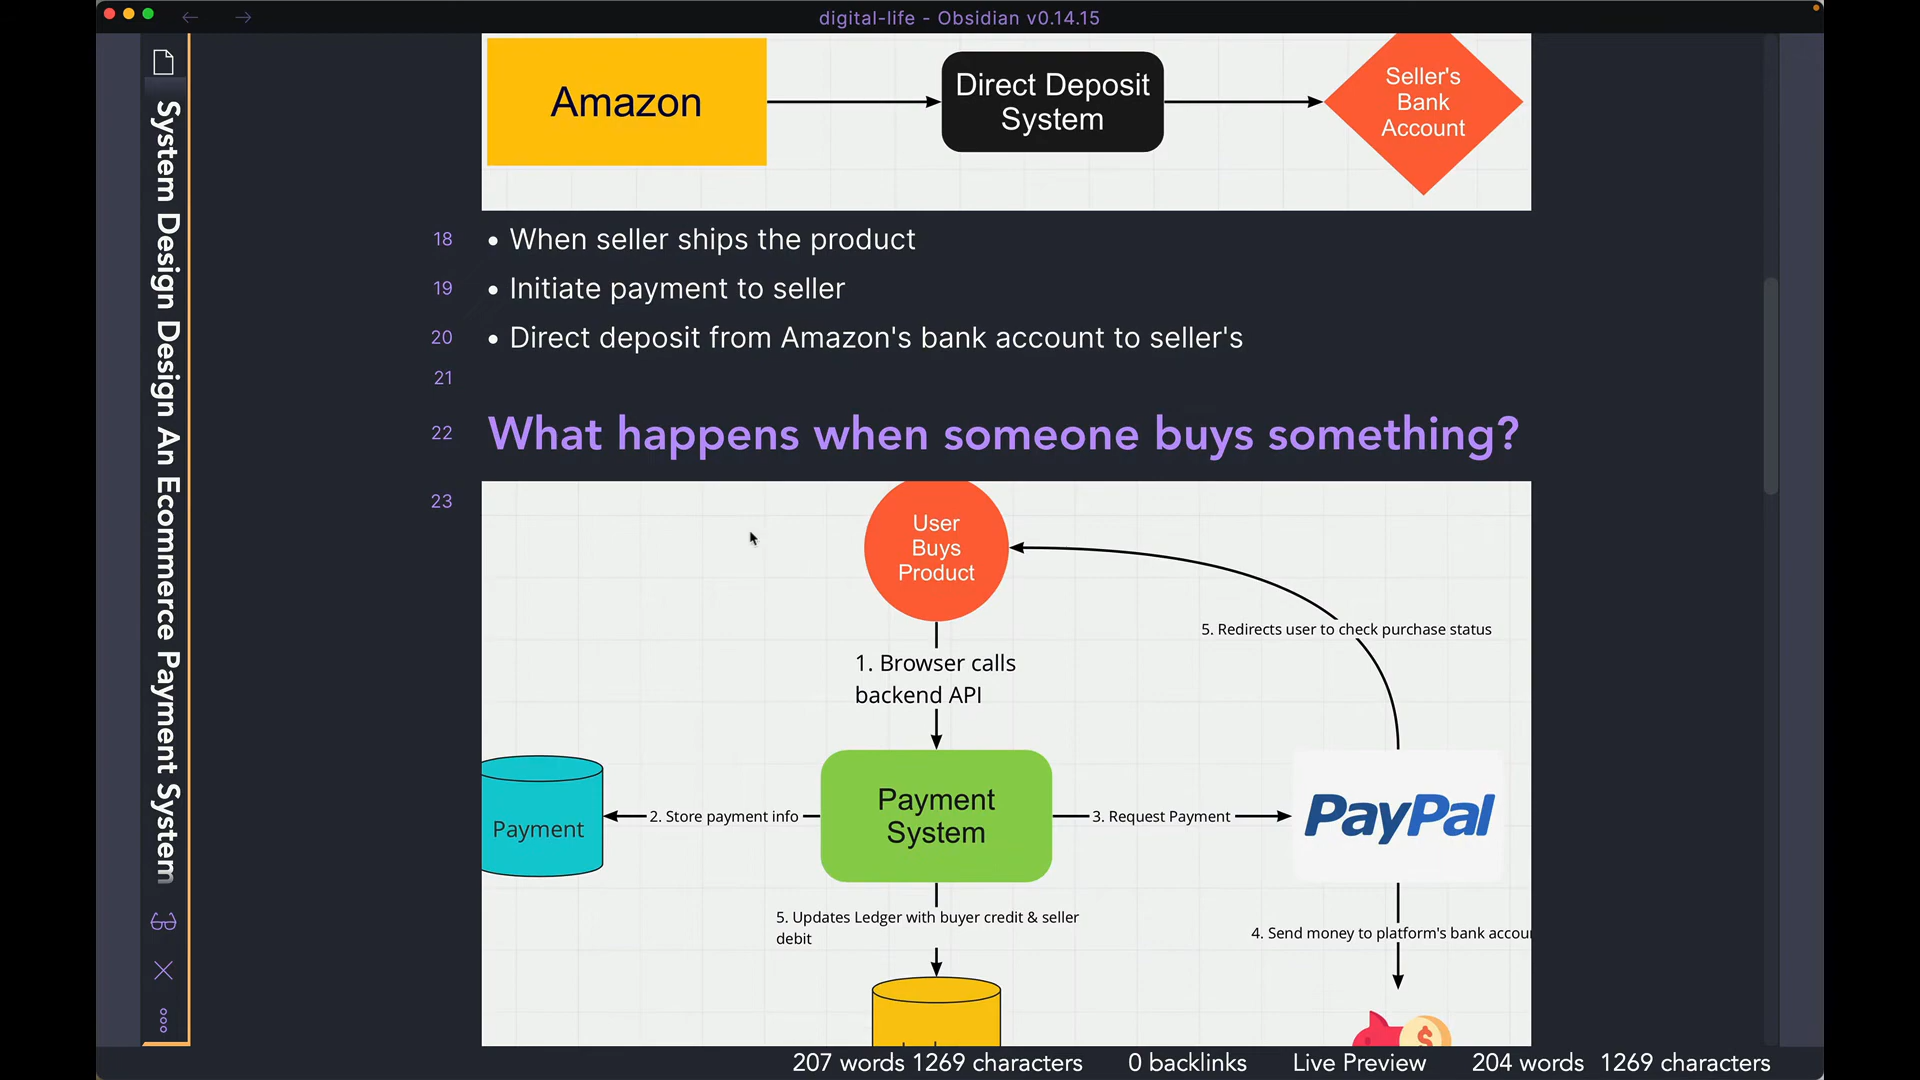 digital-life - Obsidian v0.14.15
System Design Design An Ecommerce Payment System
Amazon
Direct Deposit
System
Seller's
Bank
Account
18
• When seller ships the product
19
• Initiate payment to seller
20
• Direct deposit from Amazon's bank account to seller's
21
22
What happens when someone buys something?
23
User
Buys
Product
5. Redirects user to check purchase status
1. Browser calls
backend API
Payment
2. Store payment info
Payment
System
3. Request Payment
PayPal
5. Updates Ledger with buyer credit & seller
debit
4. Send money to platform's bank
$
207 words 1269 characters
0 backlinks
Live Preview
204 words
1269 characters